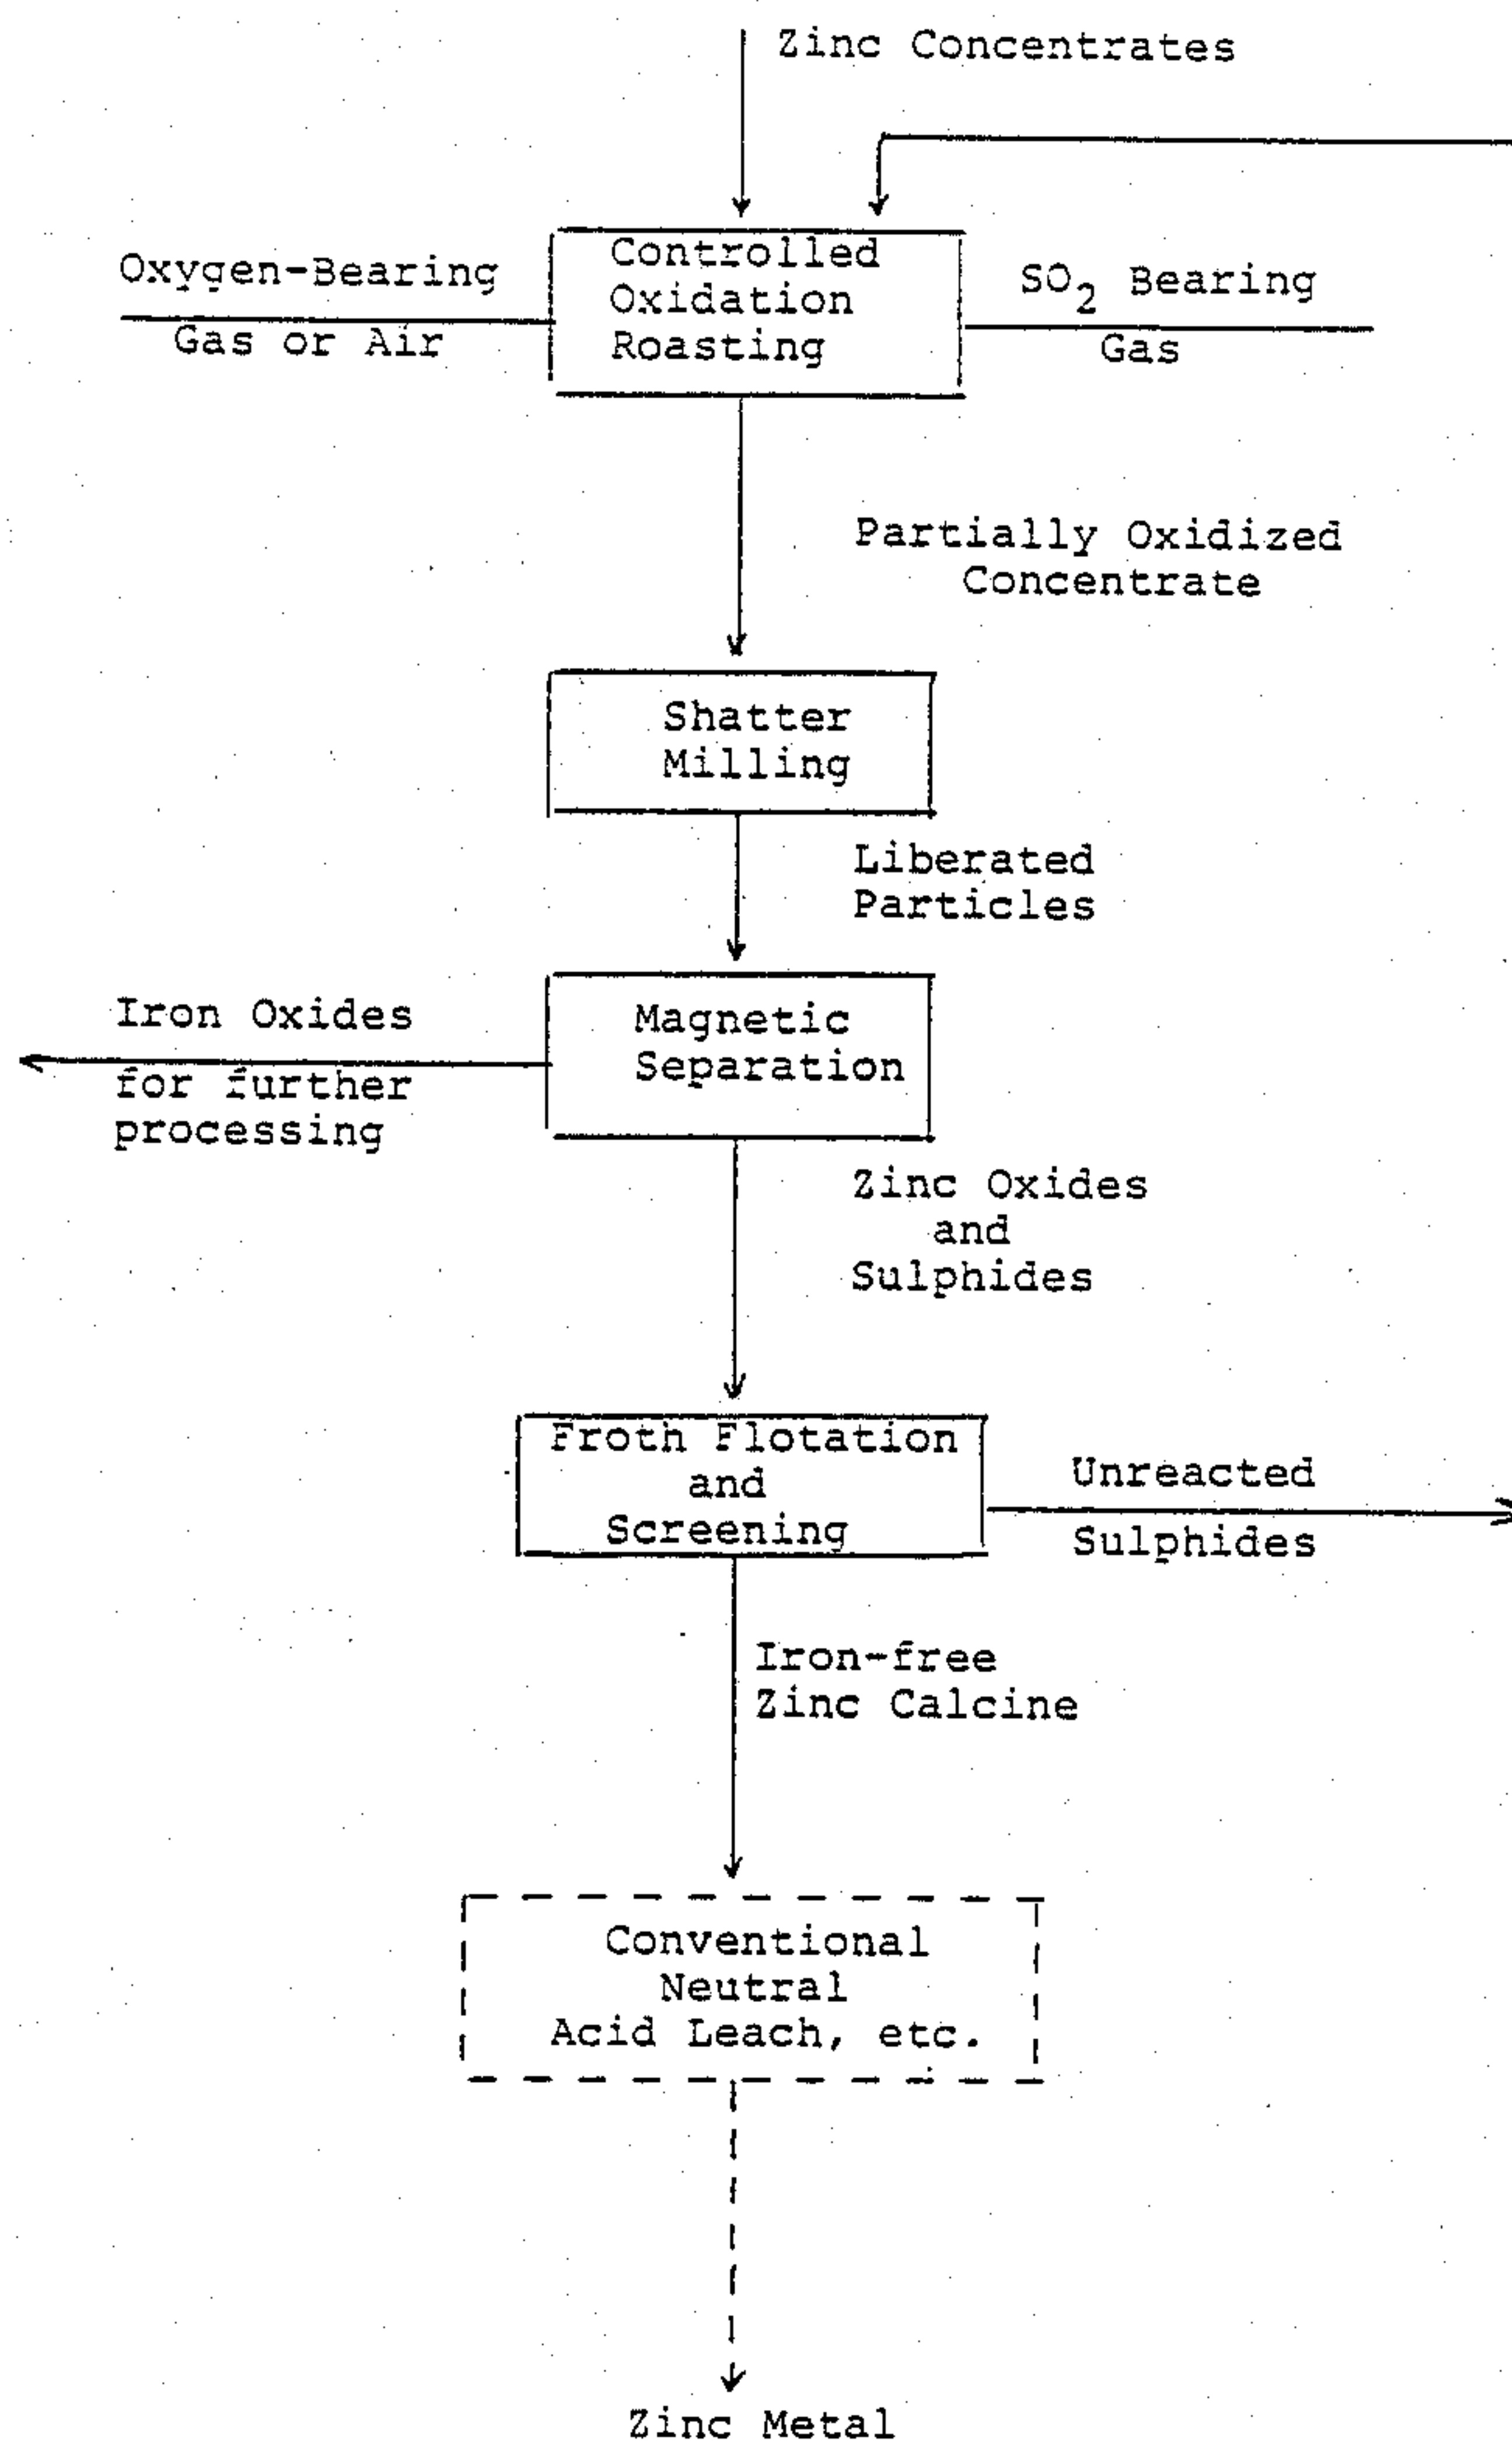 Zinc Concentrates
Oxygen-Bearing
Gas or Air
Controlled
Oxidation
Roasting
SO2 Bearing
Gas
Partially Oxidized
Concentrate
Shatter
Milling
Liberated
Particles
Iron Oxides
for further
processing
Magnetic
Separation
Zinc Oxides
and
Sulphides
Froth Flotation
and
Screening
Unreacted
Sulphides
Iron-free
Zinc Calcine
Conventional
Neutral
Acid Leach, etc.
Zinc Metal